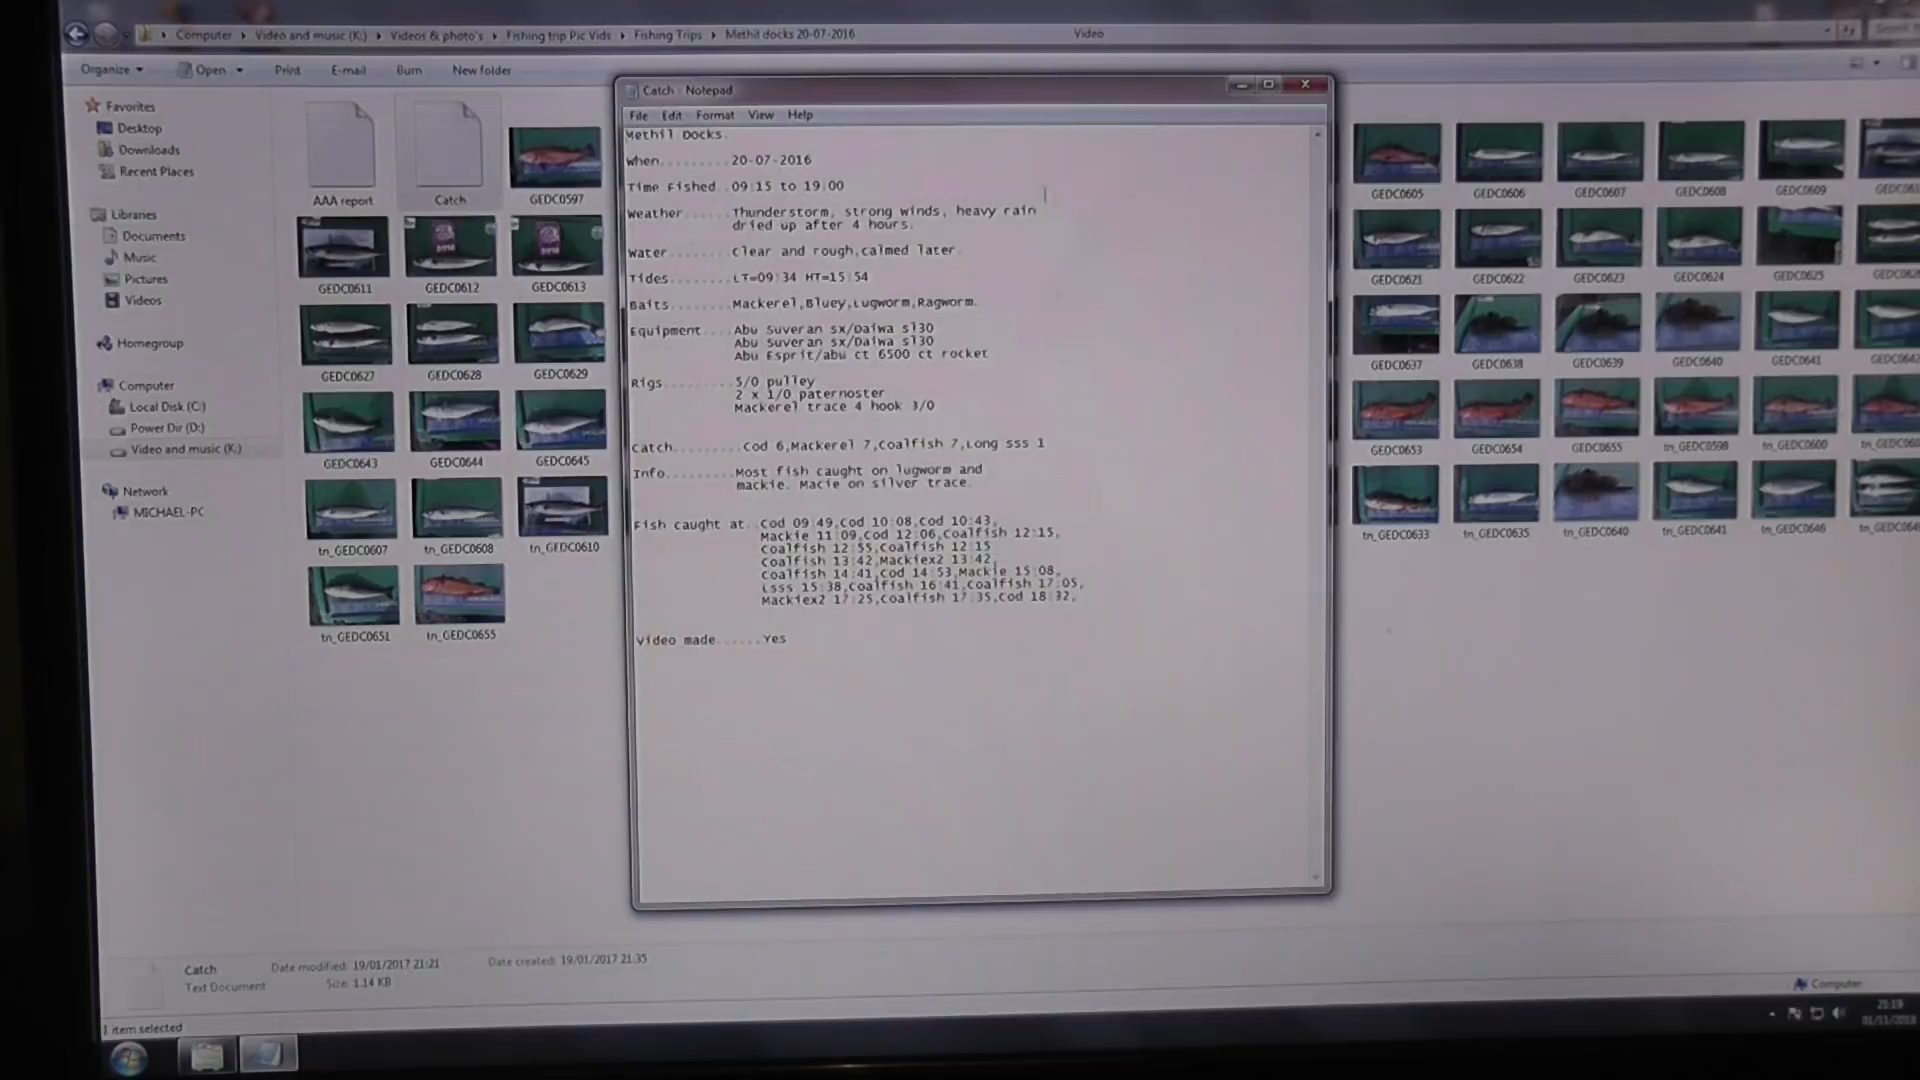 Computer ▸ Video and music (K:) ▸ Videos & photo's ▸ Fishing trip Pic Vids ▸ Fishing Trips ▸ Methil docks 20-07-2016
Video
Organize Open Print E-mail Burn New folder
Favorites
Desktop
Downloads
Recent Places
Libraries
Documents
Music
Pictures
Videos
Homegroup
Computer
Local Disk (C:)
Power Dir (D:)
Video and music (K:)
Network
MICHAEL-PC
AAA report Catch GEDC0597
GEDC0611 GEDC0612 GEDC0613
GEDC0627 GEDC0628 GEDC0629
GEDC0643 GEDC0644 GEDC0645
tn_GEDC0607 tn_GEDC0608 tn_GEDC0610
tn_GEDC0651 tn_GEDC0655
Catch - Notepad
File Edit Format View Help
Methil Docks.
When.........20-07-2016
Time Fished..09:15 to 19:00
Weather......Thunderstorm, strong winds, heavy rain
dried up after 4 hours.
Water........Clear and rough,calmed later.
Tides........LT=09:34 HT=15:54
Baits........Mackerel,Bluey,Lugworm,Ragworm.
Equipment....Abu Suveran sx/Daiwa sl30
Abu Suveran sx/Daiwa sl30
Abu Esprit/abu ct 6500 ct rocket
Rigs.........5/0 pulley
2 x 1/0 paternoster
Mackerel trace 4 hook 3/0
Catch.........Cod 6,Mackerel 7,Coalfish 7,Long sss 1
Info.........Most fish caught on lugworm and
mackie. Macie on silver trace.
Fish caught at..Cod 09:49,Cod 10:08,Cod 10:43,
Mackie 11:09,Cod 12:06,Coalfish 12:15,
Coalfish 12:55,Coalfish 12:15
Coalfish 13:42,Mackiex2 13:42,
Coalfish 14:41,Cod 14:53,Mackie 15:08,
Lsss 15:38,Coalfish 16:41,Coalfish 17:05,
Mackiex2 17:25,Coalfish 17:35,Cod 18:32,
Video made......Yes
GEDC0605 GEDC0606 GEDC0607 GEDC0608 GEDC0609
GEDC0621 GEDC0622 GEDC0623 GEDC0624 GEDC0625
GEDC0637 GEDC0638 GEDC0639 GEDC0640 GEDC0641
GEDC0653 GEDC0654 GEDC0655 tn_GEDC0598 tn_GEDC0600
tn_GEDC0633 tn_GEDC0635 tn_GEDC0640 tn_GEDC0641 tn_GEDC0646
Catch Date modified: 19/01/2017 21:21 Date created: 19/01/2017 21:35
Text Document Size: 1.14 KB
Computer
1 item selected
21:19